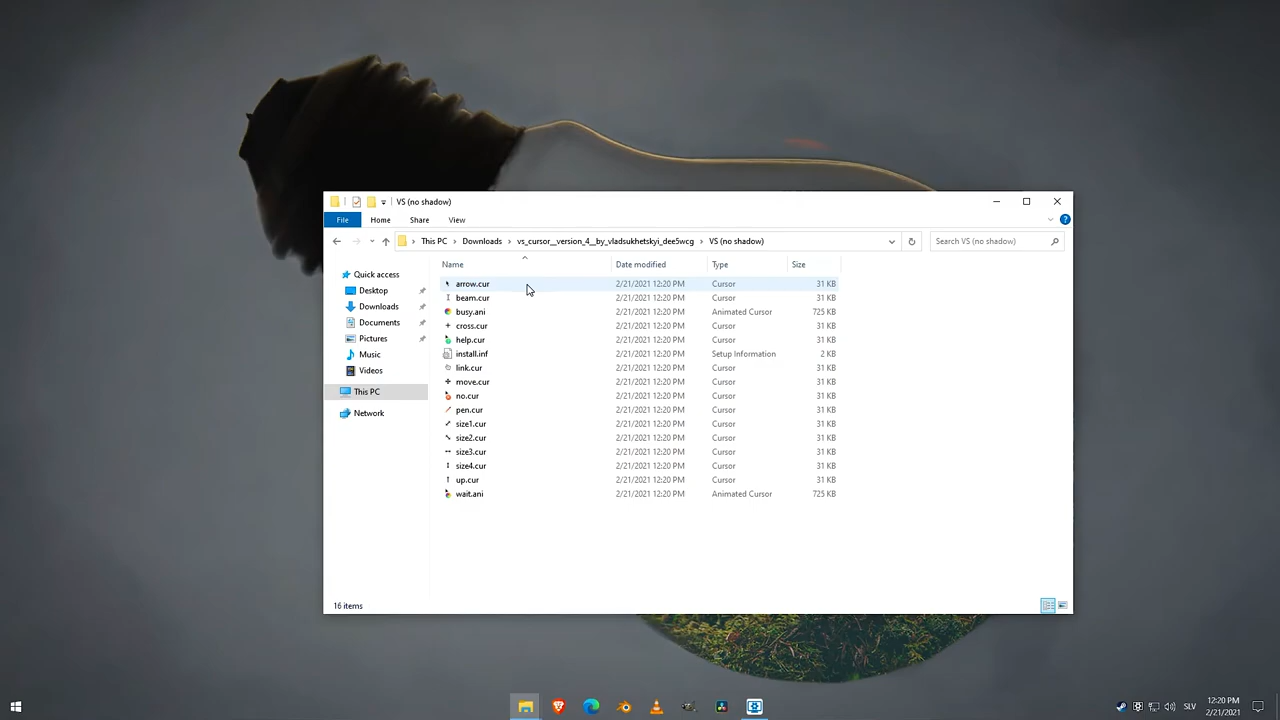 VS (no shadow)
File Home Share View
This PC Downloads vs_cursor__version_4__by_vladsukhetskyi_dee5wcg VS (no shadow) Search VS (no shadow)
Name Date modified Type Size
Quick access
Desktop
Downloads
Documents
Pictures
Music
Videos
This PC
Network
arrow.cur 2/21/2021 12:20 PM Cursor 31 KB
beam.cur 2/21/2021 12:20 PM Cursor 31 KB
busy.ani 2/21/2021 12:20 PM Animated Cursor 725 KB
cross.cur 2/21/2021 12:20 PM Cursor 31 KB
help.cur 2/21/2021 12:20 PM Cursor 31 KB
install.inf 2/21/2021 12:20 PM Setup Information 2 KB
link.cur 2/21/2021 12:20 PM Cursor 31 KB
move.cur 2/21/2021 12:20 PM Cursor 31 KB
no.cur 2/21/2021 12:20 PM Cursor 31 KB
pen.cur 2/21/2021 12:20 PM Cursor 31 KB
size1.cur 2/21/2021 12:20 PM Cursor 31 KB
size2.cur 2/21/2021 12:20 PM Cursor 31 KB
size3.cur 2/21/2021 12:20 PM Cursor 31 KB
size4.cur 2/21/2021 12:20 PM Cursor 31 KB
up.cur 2/21/2021 12:20 PM Cursor 31 KB
wait.ani 2/21/2021 12:20 PM Animated Cursor 725 KB
16 items
SLV
12:20 PM
2/21/2021